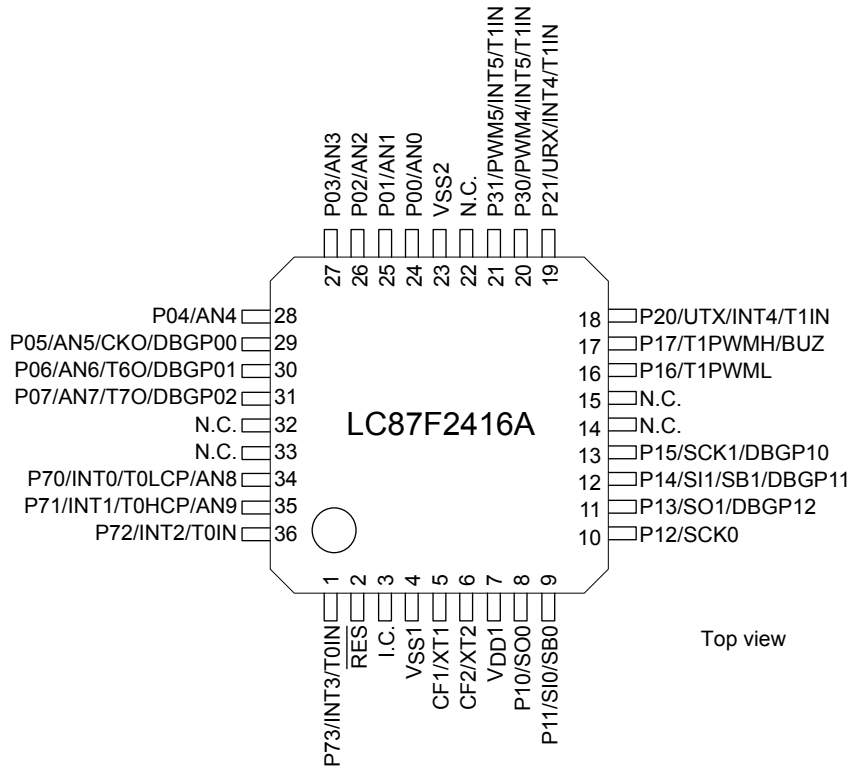 P03/AN3
P02/AN2
P01/AN1
P00/AN0
VSS2
N.C.
P31/PWM5/INT5/T1IN
P30/PWM4/INT5/T1IN
P21/URX/INT4/T1IN
27
26
25
24
23
22
21
20
19
P04/AN4 28
P05/AN5/CKO/DBGP00 29
P06/AN6/T6O/DBGP01 30
P07/AN7/T7O/DBGP02 31
N.C. 32
N.C. 33
P70/INT0/T0LCP/AN8 34
P71/INT1/T0HCP/AN9 35
P72/INT2/T0IN 36
LC87F2416A
18 P20/UTX/INT4/T1IN
17 P17/T1PWMH/BUZ
16 P16/T1PWML
15 N.C.
14 N.C.
13 P15/SCK1/DBGP10
12 P14/SI1/SB1/DBGP11
11 P13/SO1/DBGP12
10 P12/SCK0
1
2
3
4
5
6
7
8
9
P73/INT3/T0IN
RES
I.C.
VSS1
CF1/XT1
CF2/XT2
VDD1
P10/SO0
P11/SI0/SB0
Top view